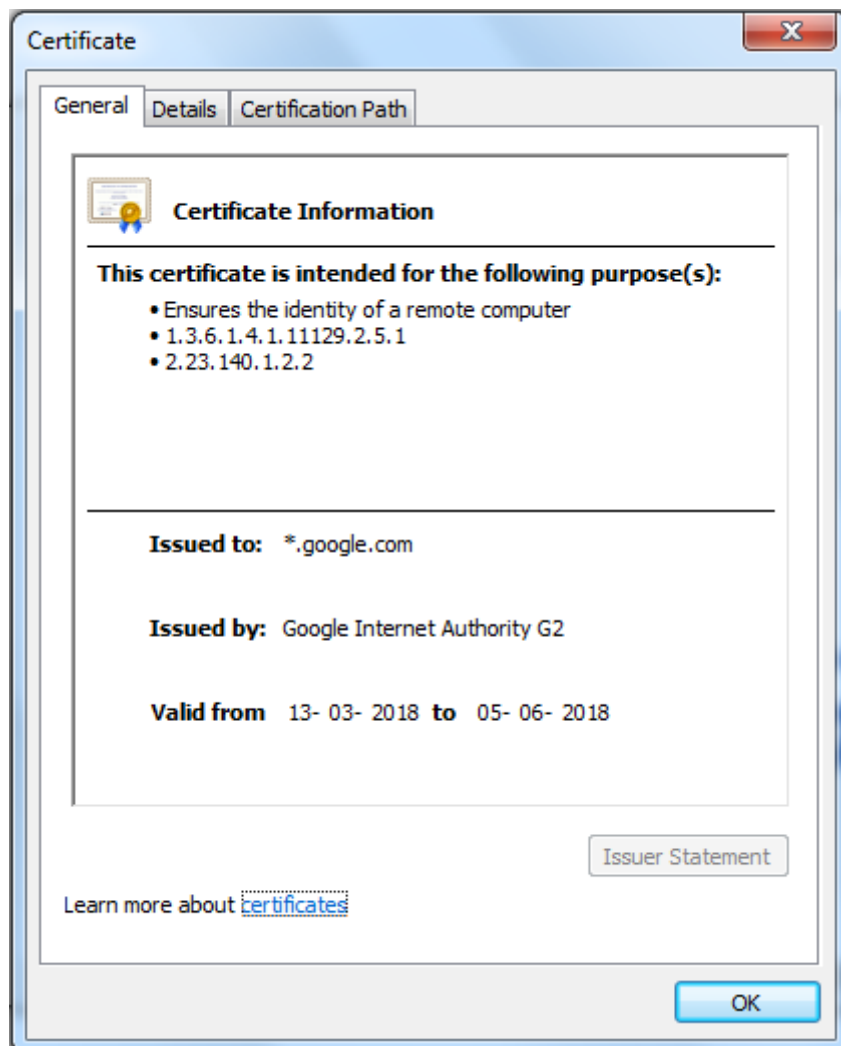 Certificate
General Details Certification Path
Certificate Information
This certificate is intended for the following purpose(s):
• Ensures the identity of a remote computer
• 1.3.6.1.4.1.11129.2.5.1
• 2.23.140.1.2.2
Issued to: *.google.com
Issued by: Google Internet Authority G2
Valid from 13- 03- 2018 to 05- 06- 2018
Issuer Statement
Learn more about certificates
OK